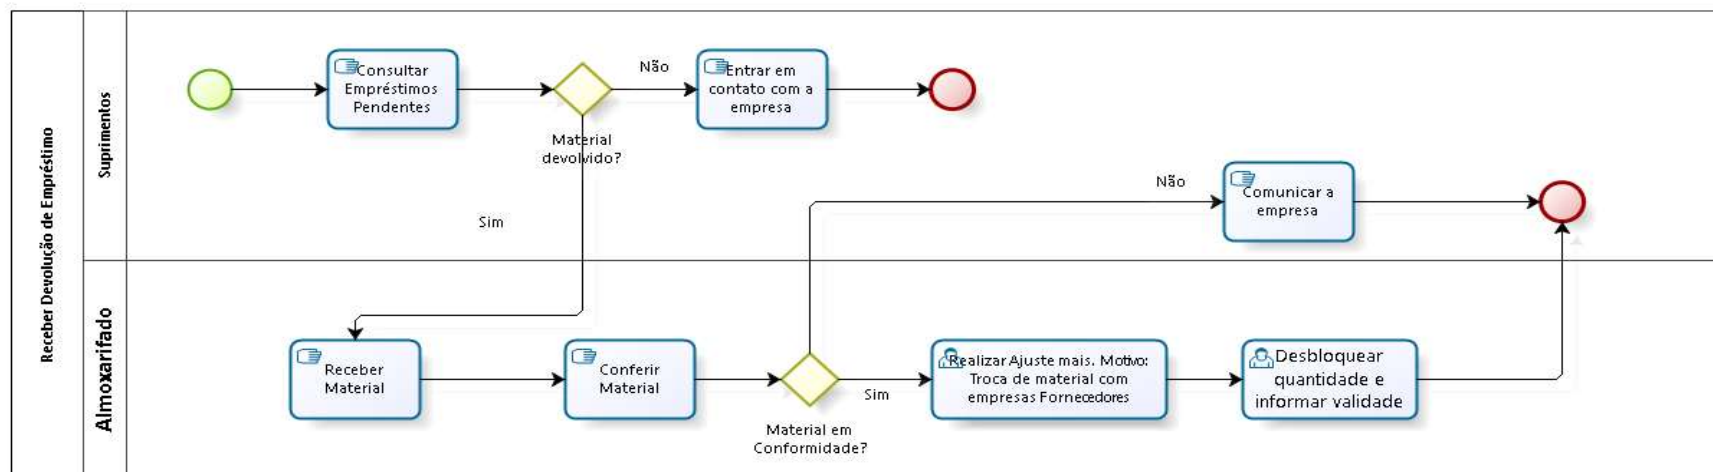 Receber Devolução de Empréstimo
Suprimentos
Consultar
Empréstimos
Pendentes
Material
devolvido?
Não
Entrar em
contato com a
empresa
Sim
Não
Comunicar a
empresa
Almoxarifado
Receber
Material
Conferir
Material
Material em
Conformidade?
Sim
Realizar Ajuste mais. Motivo:
Troca de material com
empresas Fornecedores
Desbloquear
quantidade e
informar validade